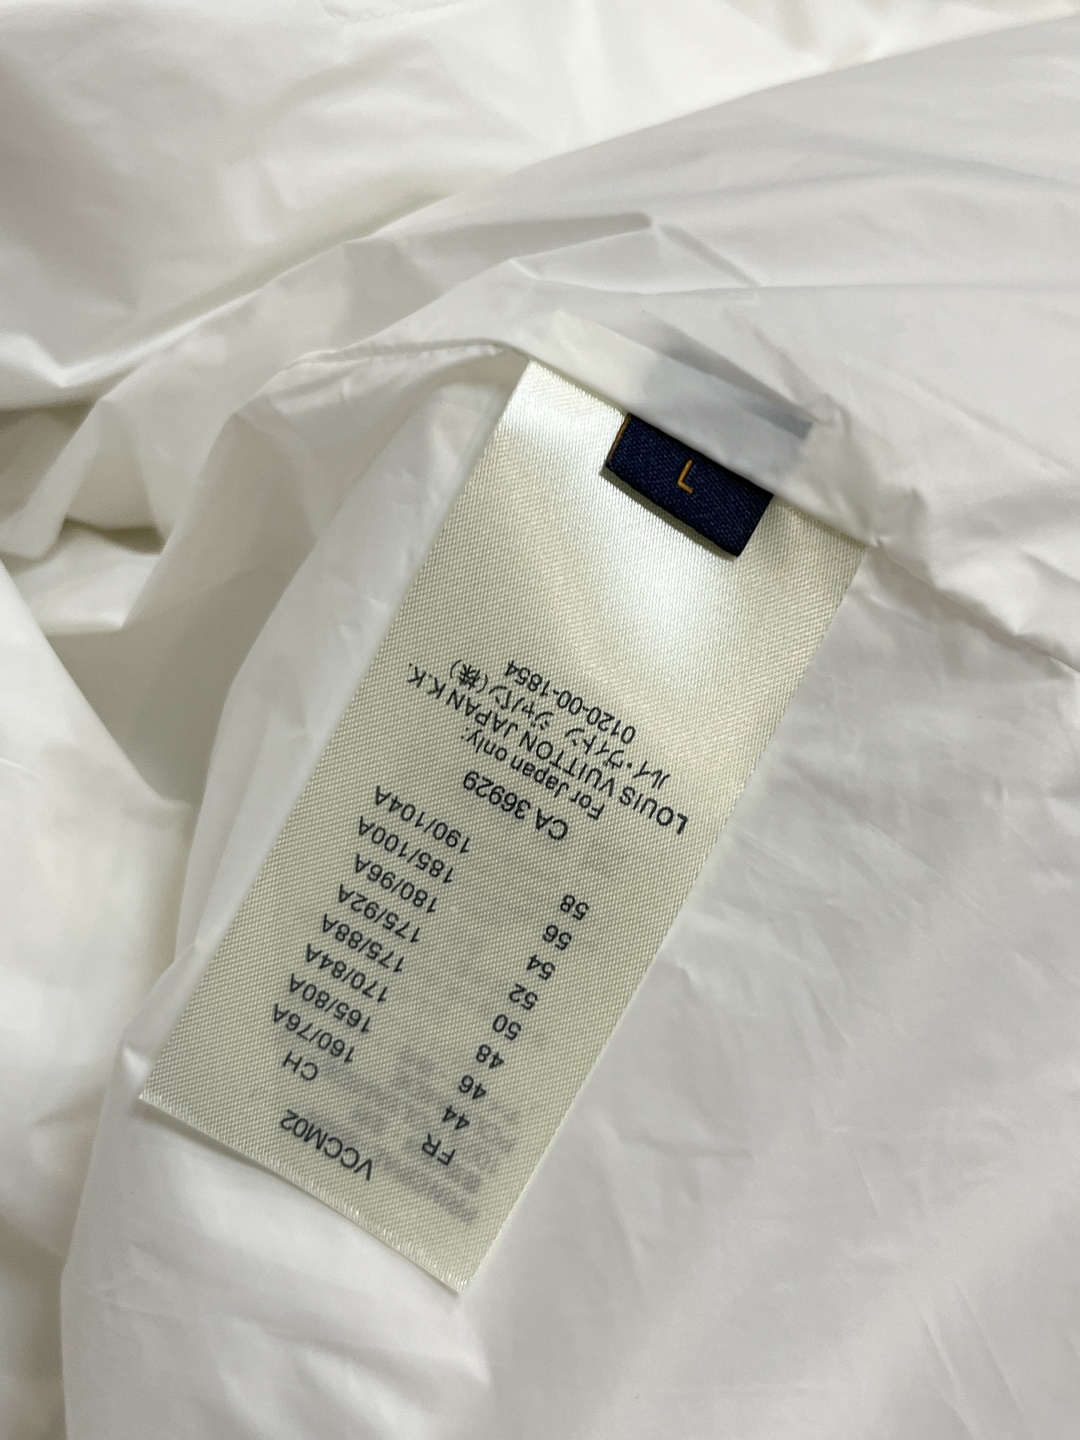 L
VCCM02
FR CH
44 160/76A
46 165/80A
48 170/84A
50 175/88A
52 175/92A
54 180/96A
56 185/100A
58 190/104A
CA 36929
For Japan only:
LOUIS VUITTON JAPAN K.K.
ルイ・ヴィトン ジャパン(株)
0120-00-1854